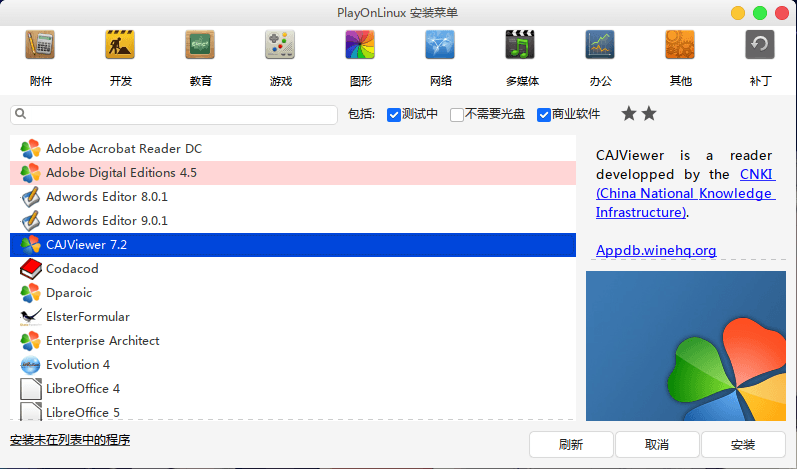 PlayOnLinux 安装菜单
附件 开发 教育 游戏 图形 网络 多媒体 办公 其他 补丁
包括: 测试中 不需要光盘 商业软件
Adobe Acrobat Reader DC
Adobe Digital Editions 4.5
Adwords Editor 8.0.1
Adwords Editor 9.0.1
CAJViewer 7.2
Codacod
Dparoic
ElsterFormular
Enterprise Architect
Evolution 4
LibreOffice 4
LibreOffice 5
CAJViewer is a reader
developped by the CNKI
(China National Knowledge
Infrastructure).
Appdb.winehq.org
安装未在列表中的程序
刷新 取消 安装